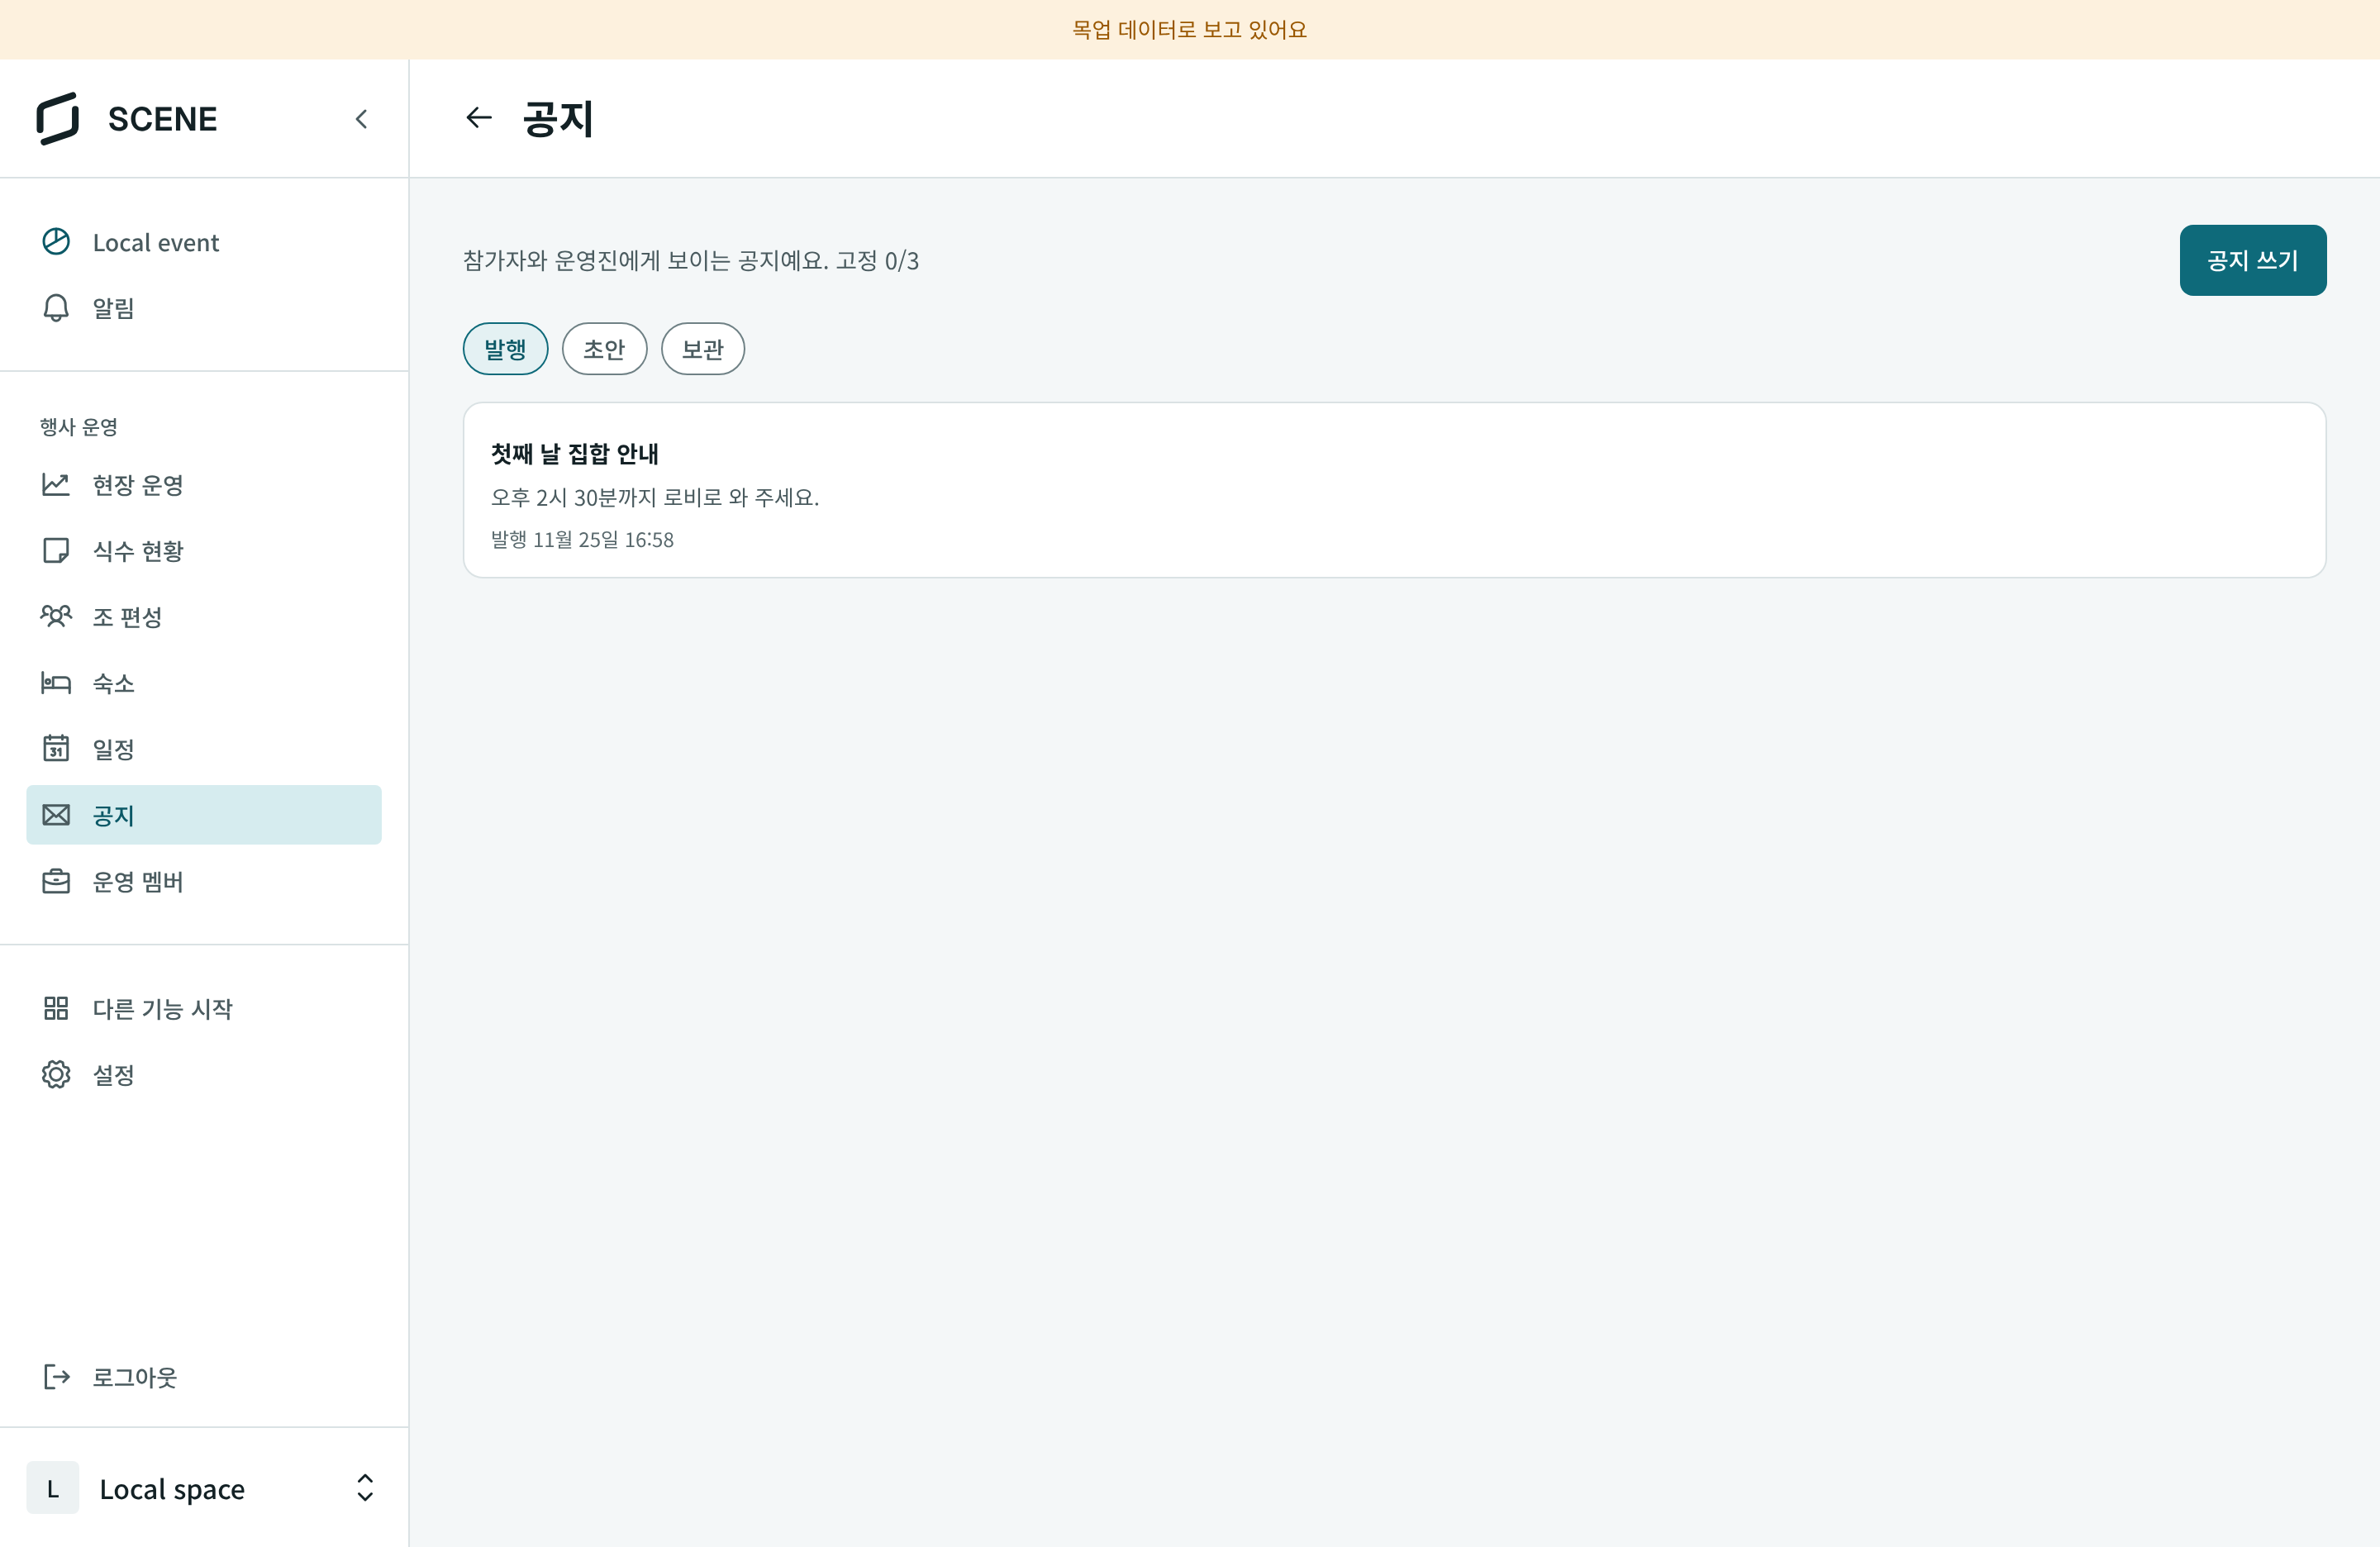 목업 데이터로 보고 있어요
SCENE
공지
Local event
알림
행사 운영
현장 운영
식수 현황
조 편성
숙소
31
일정
공지
운영 멤버
다른 기능 시작
설정
로그아웃
L
Local space
참가자와 운영진에게 보이는 공지예요. 고정 0/3
공지 쓰기
발행
초안
보관
첫째 날 집합 안내
오후 2시 30분까지 로비로 와 주세요.
발행 11월 25일 16:58